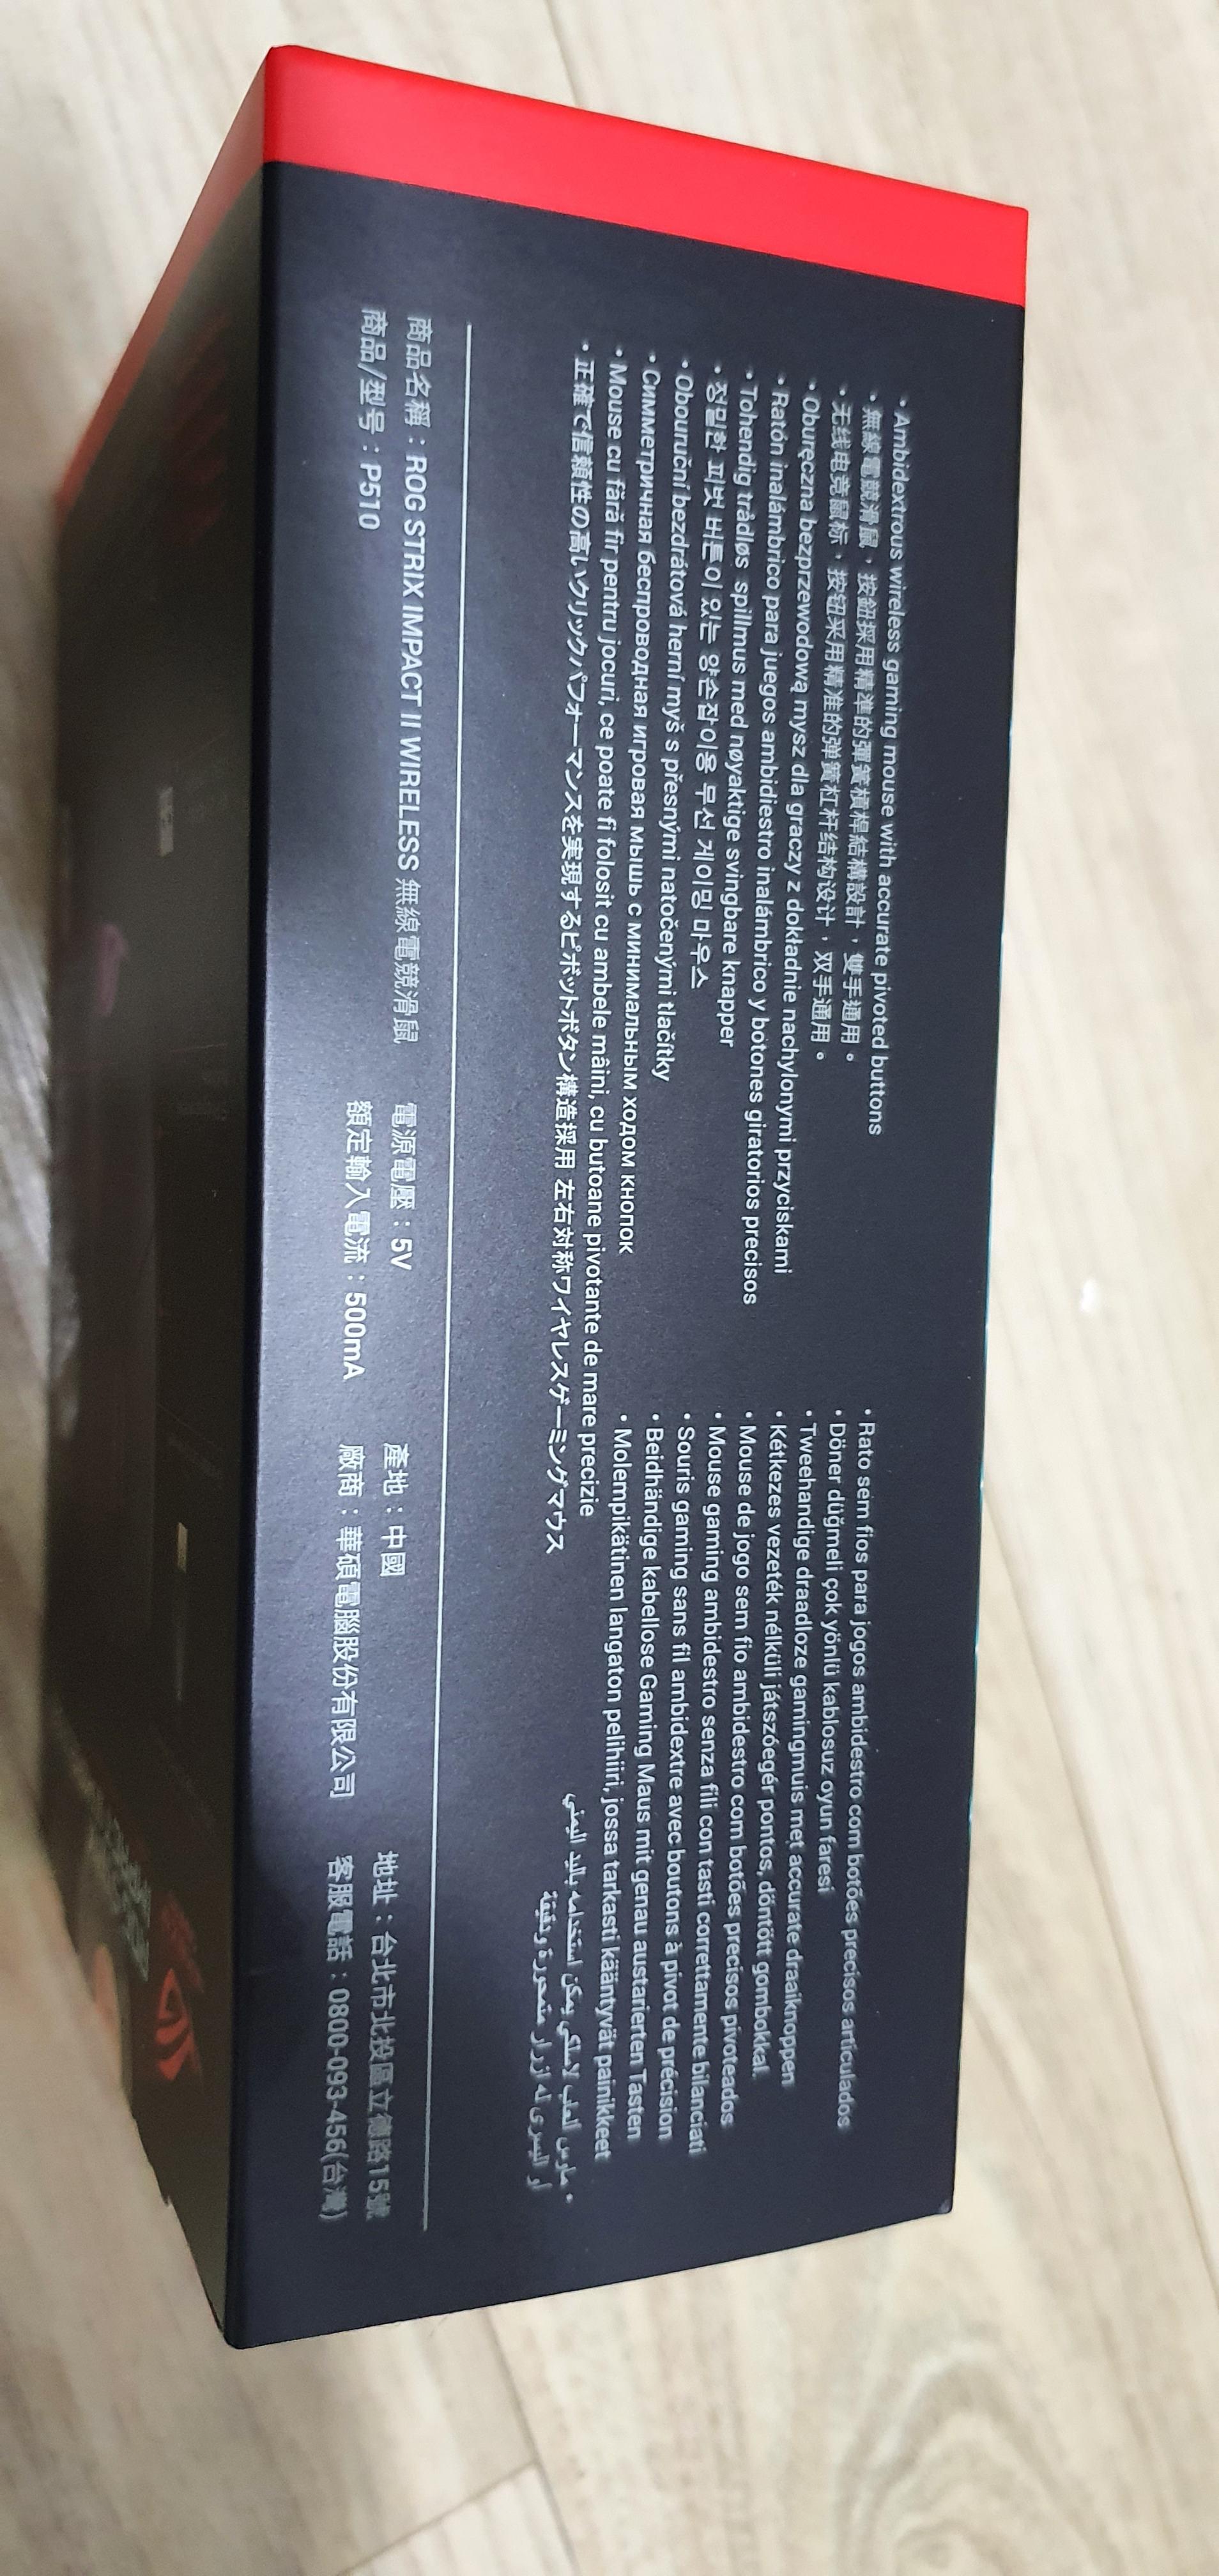 • Ambidextrous wireless gaming mouse with accurate pivoted buttons
• 無線電競滑鼠，按鈕採用精準的彈簧槓桿結構設計，雙手通用。
• 无线电竞鼠标，按钮采用精准的弹簧杠杆结构设计，双手通用。
• Oburęczna bezprzewodową mysz dla graczy z dokładnie nachylonymi przyciskami
• Ratón inalámbrico para juegos ambidiestro inalámbrico y botones giratorios precisos
• Tohendig trådløs spillmus med nøyaktige svingbare knapper
• 정밀한 피벗 버튼이 있는 양손잡이용 무선 게이밍 마우스
• Obouruční bezdrátová herní myš s přesnými natočenými tlačítky
• Симметричная беспроводная игровая мышь с минимальным ходом кнопок
• Mouse cu fără fir pentru jocuri, ce poate fi folosit cu ambele mâini, cu butoane pivotante de mare precizie
• 正確で信頼性の高いクリックパフォーマンスを実現するピボットボタン構造採用 左右対称ワイヤレスゲーミングマウス
• Rato sem fios para jogos ambidestro com botões precisos articulados
• Döner düğmeli çok yönlü kablosuz oyun faresi
• Tweehandige draadloze gamingmuis met accurate draaiknoppen
• Kétkezes vezeték nélküli játszóegér pontos, döntött gombokkal.
• Mouse de jogo sem fio ambidestro com botões precisos pivoteados
• Mouse gaming ambidestro senza fili con tasti correttamente bilanciati
• Souris gaming sans fil ambidextre avec boutons à pivot de précision
• Beidhändige kabellose Gaming Maus mit genau austarierten Tasten
• Molempikätinen langaton pelihiiri, jossa tarkasti kääntyvät painikkeet
• ماوس ألعاب لاسلكي يمكن استخدامه باليد اليمنى
أو اليسرى له أزرار متمحورة ودقيقة
商品名稱：ROG STRIX IMPACT II WIRELESS 無線電競滑鼠 電源電壓：5V 產地：中國 地址：台北市北投區立德路15號
商品/型号：P510 額定輸入電流：500mA 廠商：華碩電腦股份有限公司 客服電話：0800-093-456(台灣)